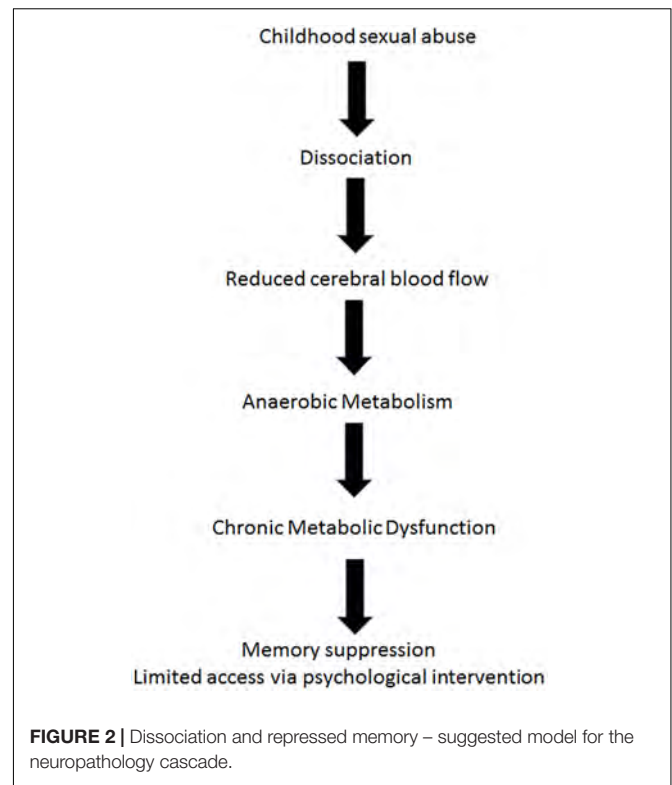 Childhood sexual abuse
Dissociation
Reduced cerebral blood flow
Anaerobic Metabolism
Chronic Metabolic Dysfunction
Memory suppression
Limited access via psychological intervention
FIGURE 2 | Dissociation and repressed memory – suggested model for the
neuropathology cascade.